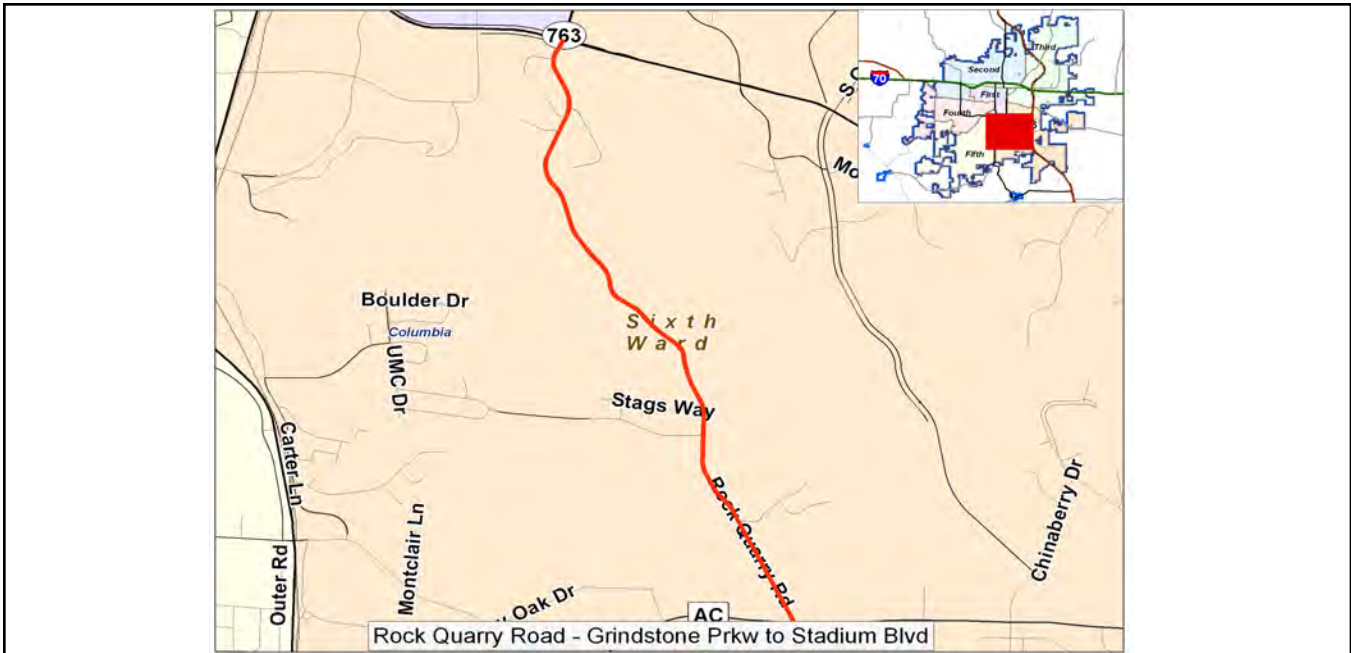 763
Third
Second
70
First
Fourth
Fifth
Boulder Dr
Columbia
Sixth
Ward
UMC Dr
Stags Way
Carter Ln
Rock Quarry Rd
Chinaberry Dr
Montclair Ln
Outer Rd
Oak Dr
AC
Rock Quarry Road - Grindstone Prkw to Stadium Blvd